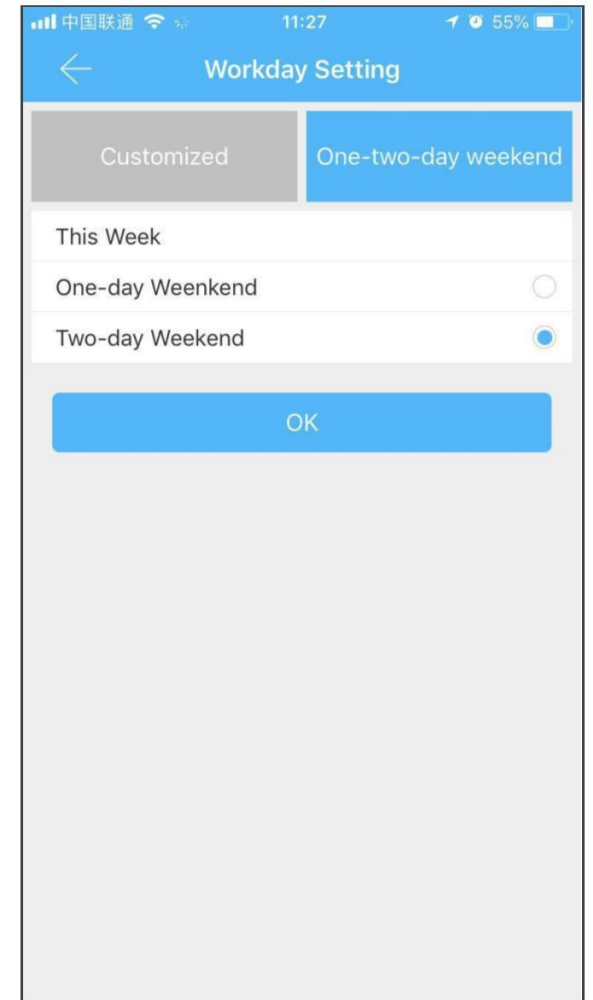 中国联通 11:27 55%
Workday Setting
Customized One-two-day weekend
This Week
One-day Weenkend
Two-day Weekend
OK